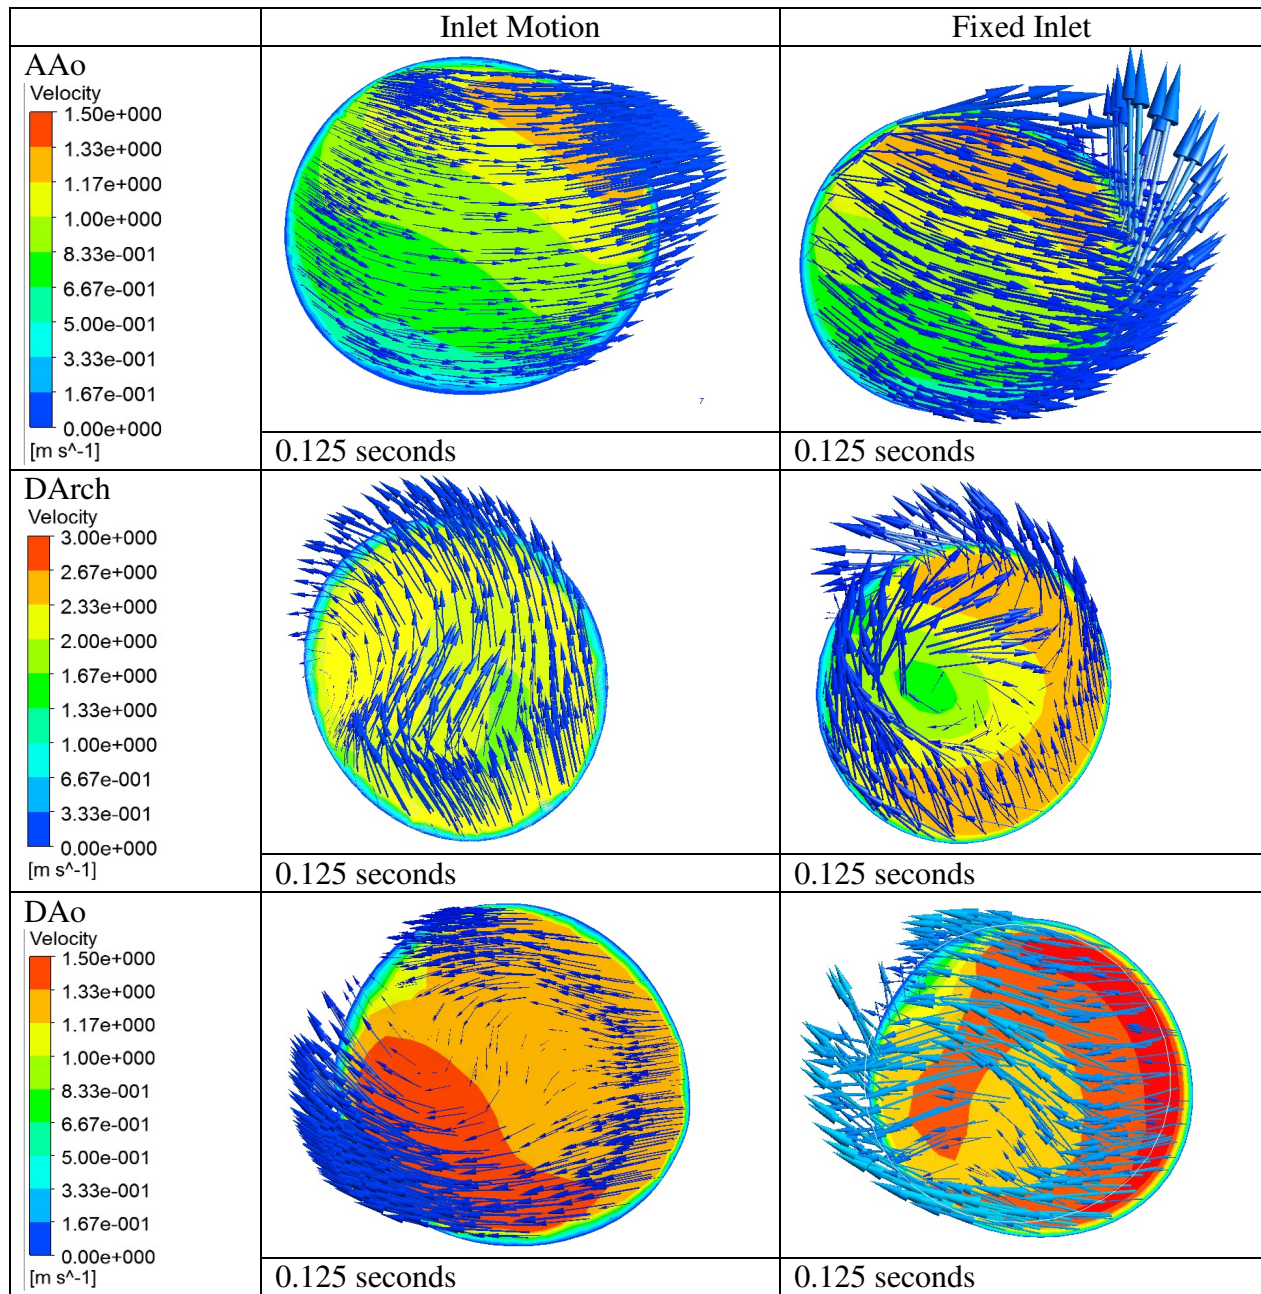 Inlet Motion
Fixed Inlet
AAo
Velocity
1.50e+000
1.33e+000
1.17e+000
1.00e+000
8.33e-001
6.67e-001
5.00e-001
3.33e-001
1.67e-001
0.00e+000
[m s^-1]
7
0.125 seconds
0.125 seconds
DArch
Velocity
3.00e+000
2.67e+000
2.33e+000
2.00e+000
1.67e+000
1.33e+000
1.00e+000
6.67e-001
3.33e-001
0.00e+000
[m s^-1]
0.125 seconds
0.125 seconds
DAo
Velocity
1.50e+000
1.33e+000
1.17e+000
1.00e+000
8.33e-001
6.67e-001
5.00e-001
3.33e-001
1.67e-001
0.00e+000
[m s^-1]
0.125 seconds
0.125 seconds